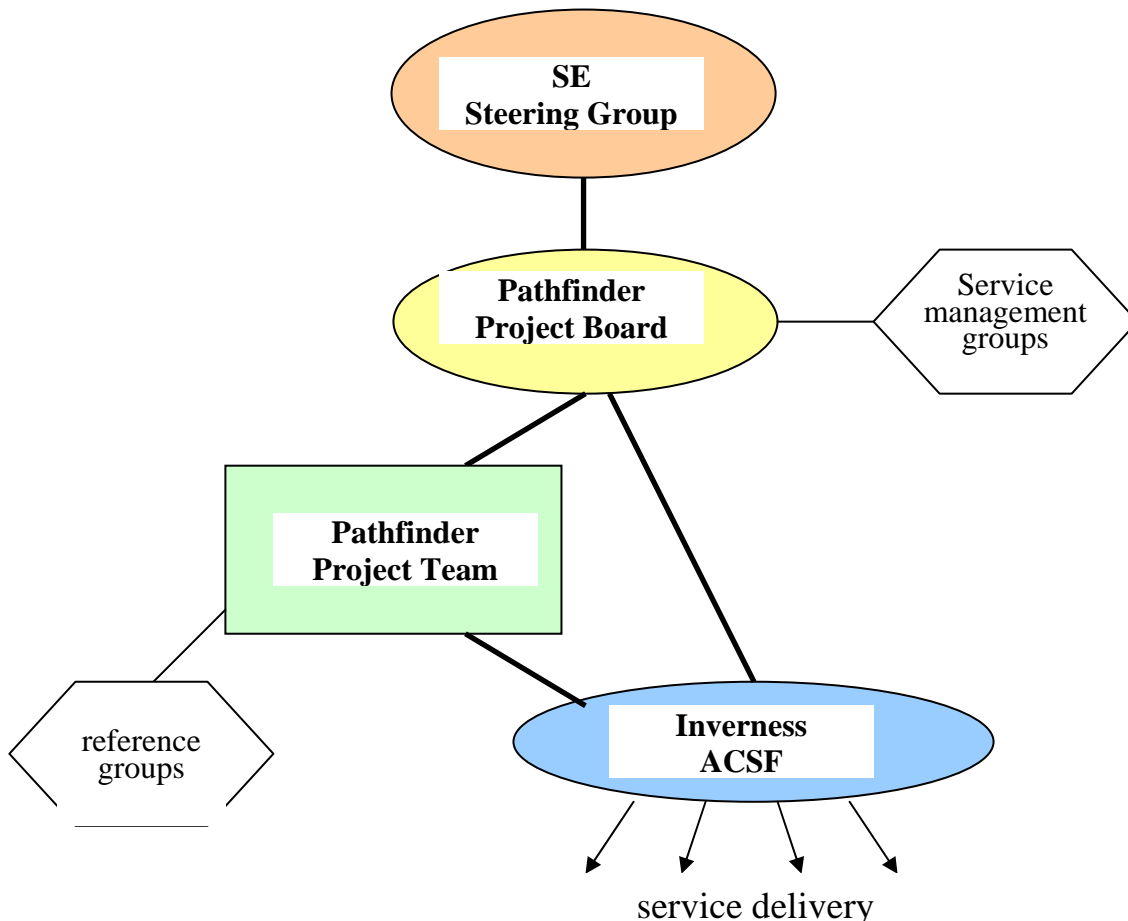 SE
Steering Group
Pathfinder
Project Board
Service
management
groups
Pathfinder
Project Team
reference
groups
Inverness
ACSF
service delivery